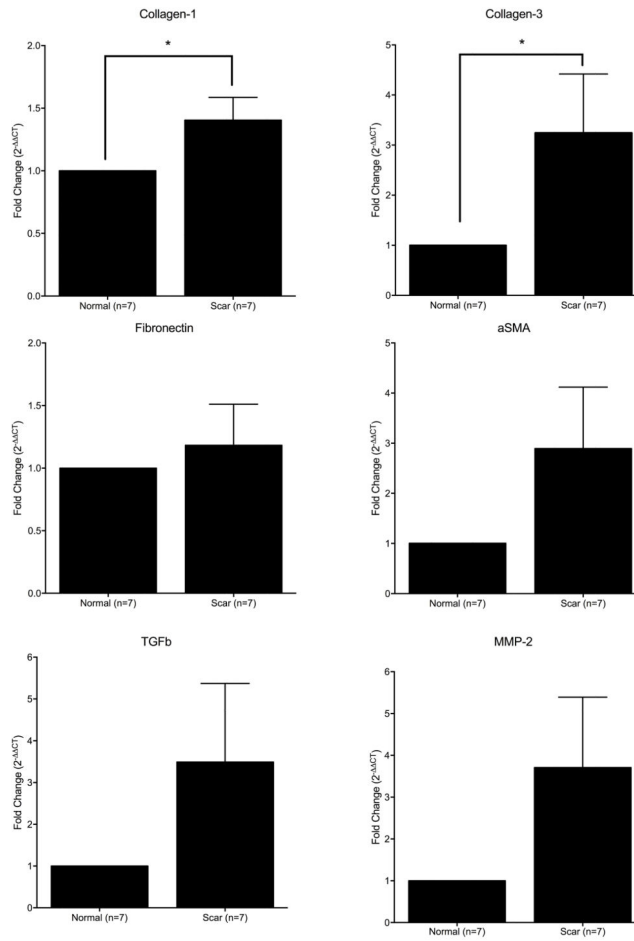 Collagen-1
*
Fold Change (2-ΔΔCT)
2.0
1.5
1.0
0.5
0.0
Normal (n=7) Scar (n=7)
Collagen-3
*
Fold Change (2-ΔΔCT)
5
4
3
2
1
0
Normal (n=7) Scar (n=7)
Fibronectin
Fold Change (2-ΔΔCT)
2.0
1.5
1.0
0.5
0.0
Normal (n=7) Scar (n=7)
aSMA
Fold Change (2-ΔΔCT)
5
4
3
2
1
0
Normal (n=7) Scar (n=7)
TGFb
Fold Change (2-ΔΔCT)
6
5
4
3
2
1
0
Normal (n=7) Scar (n=7)
MMP-2
Fold Change (2-ΔΔCT)
6
5
4
3
2
1
0
Normal (n=7) Scar (n=7)